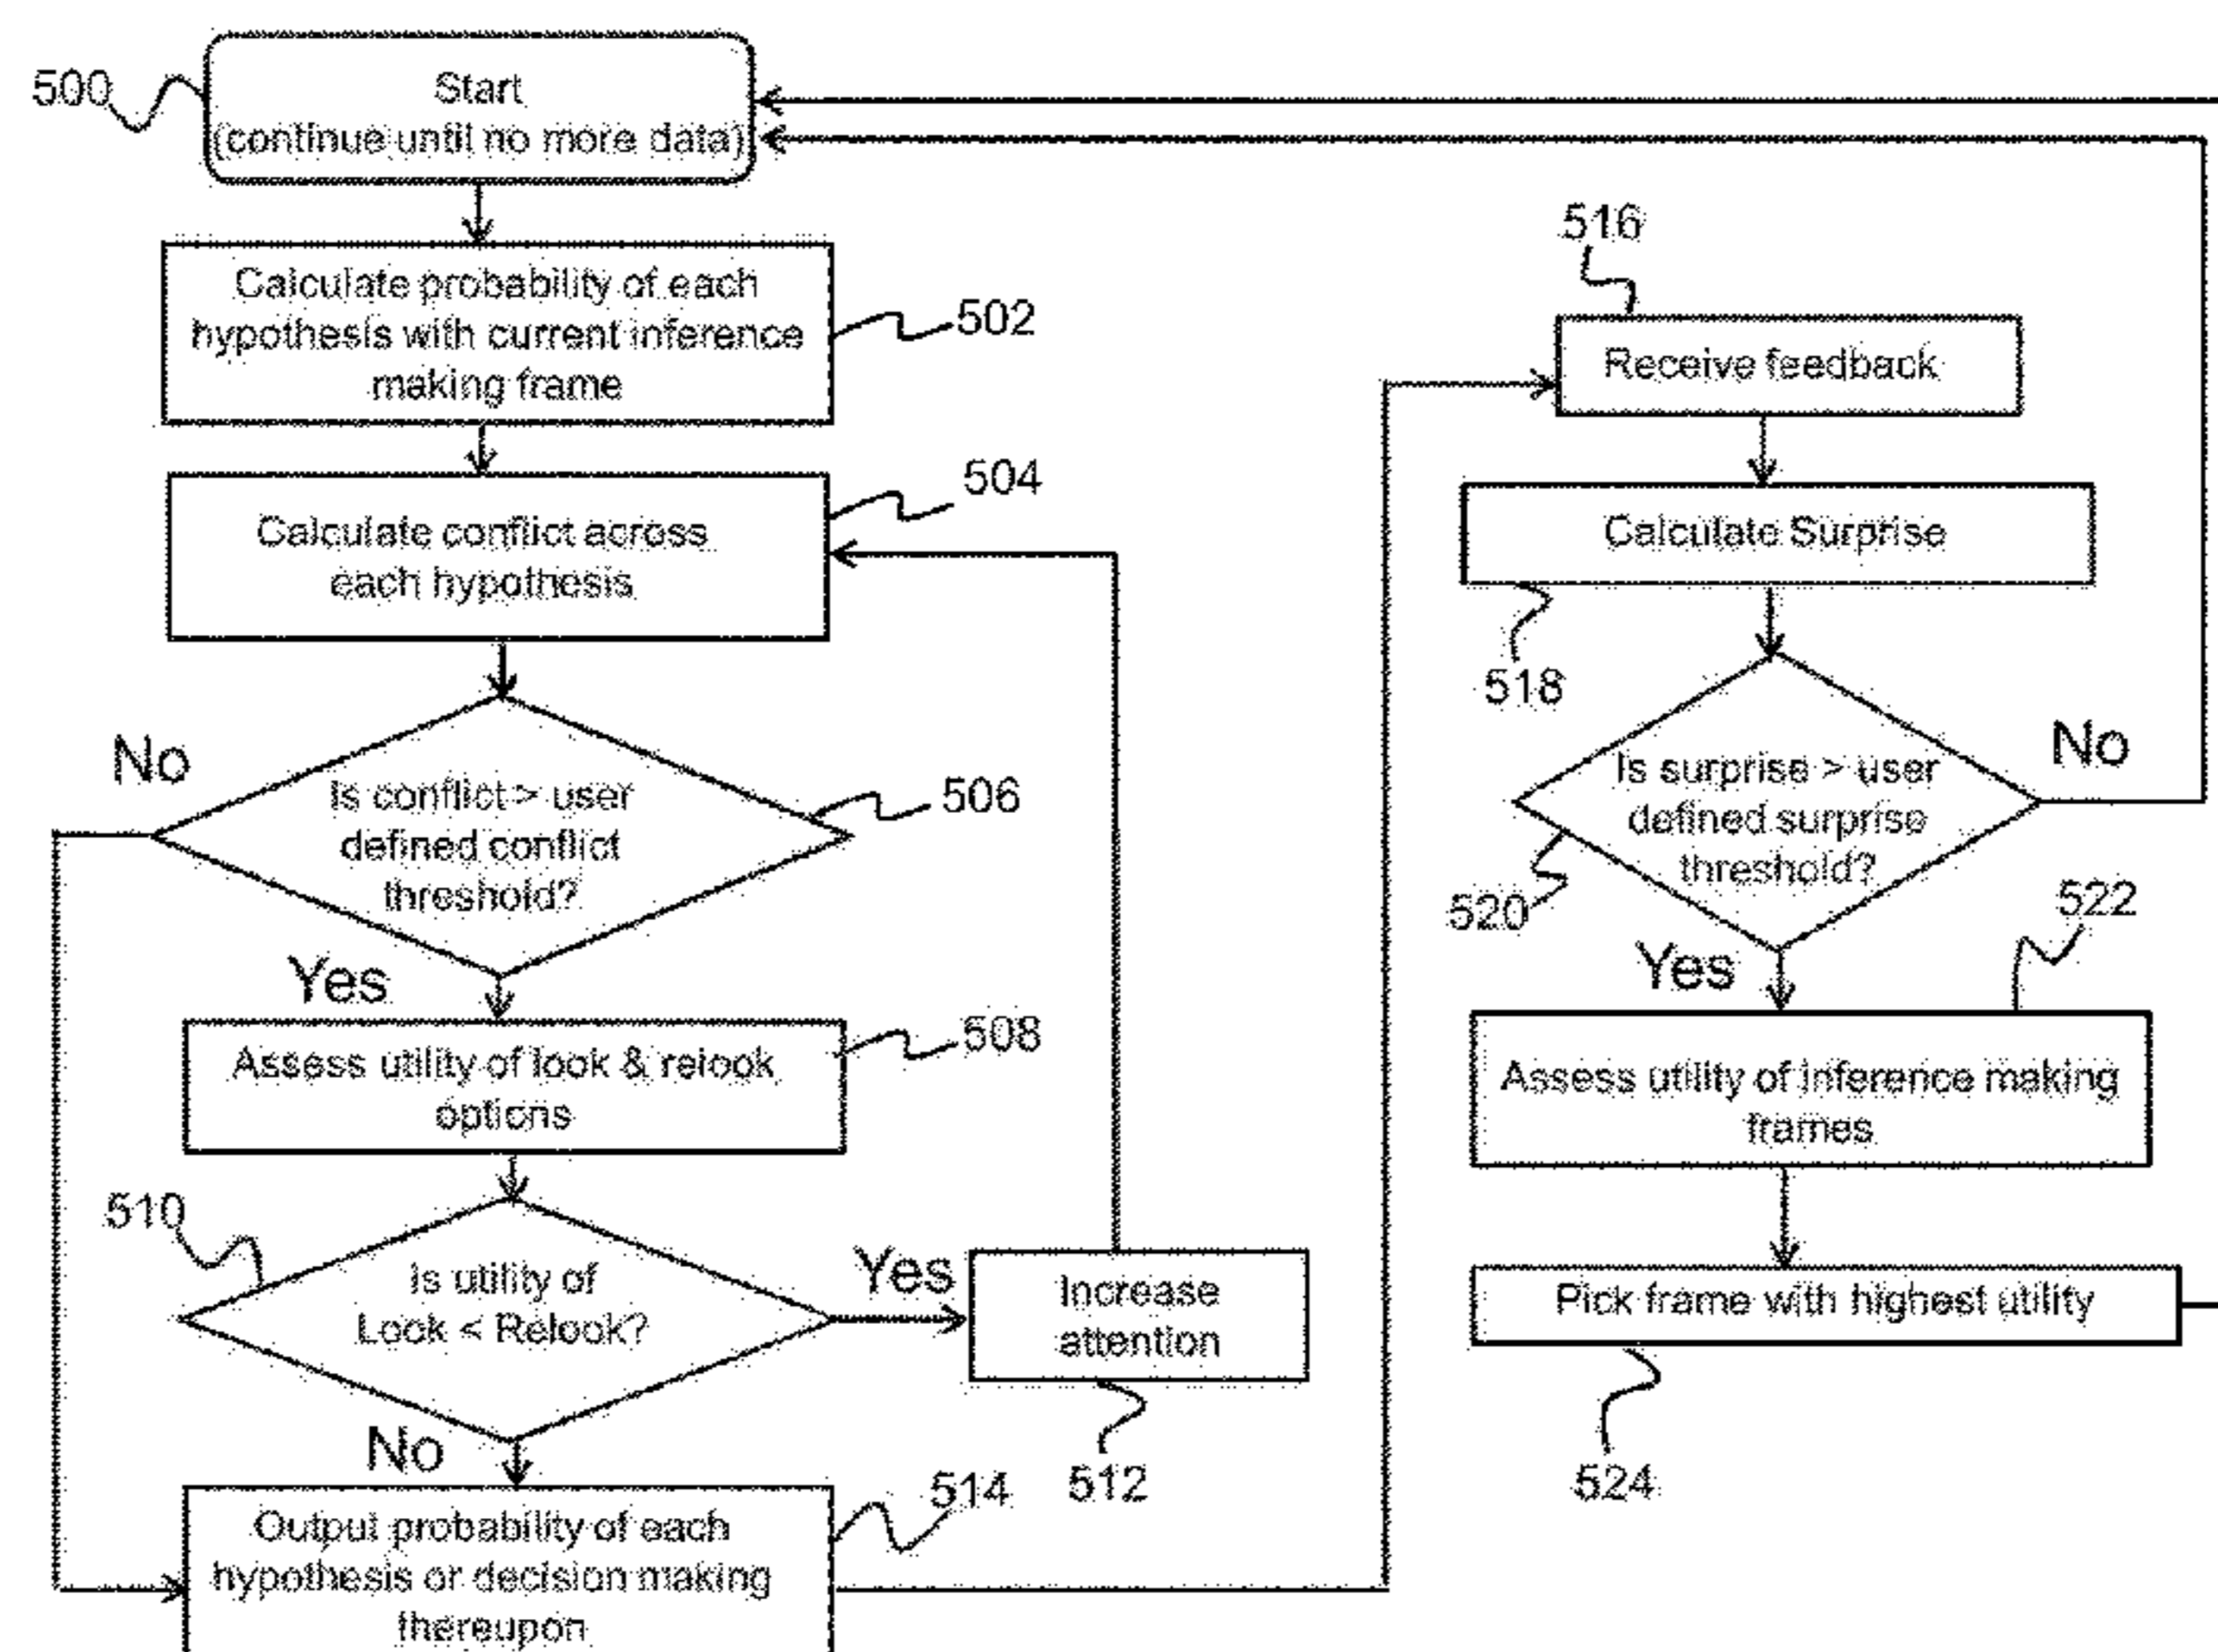 500
Start
(continue until no more data)
Calculate probability of each
hypothesis with current inference
making frame
502
Calculate conflict across
each hypothesis
504
No
Is conflict > user
defined conflict
threshold?
506
Yes
Assess utility of look & relook
options
508
510
Is utility of
Look < Relook?
Yes
Increase
attention
512
No
Output probability of each
hypothesis or decision making
thereupon
514
516
Receive feedback
Calculate Surprise
518
Is surprise > user
defined surprise
threshold?
No
520
Yes
522
Assess utility of inference making
frames
Pick frame with highest utility
524